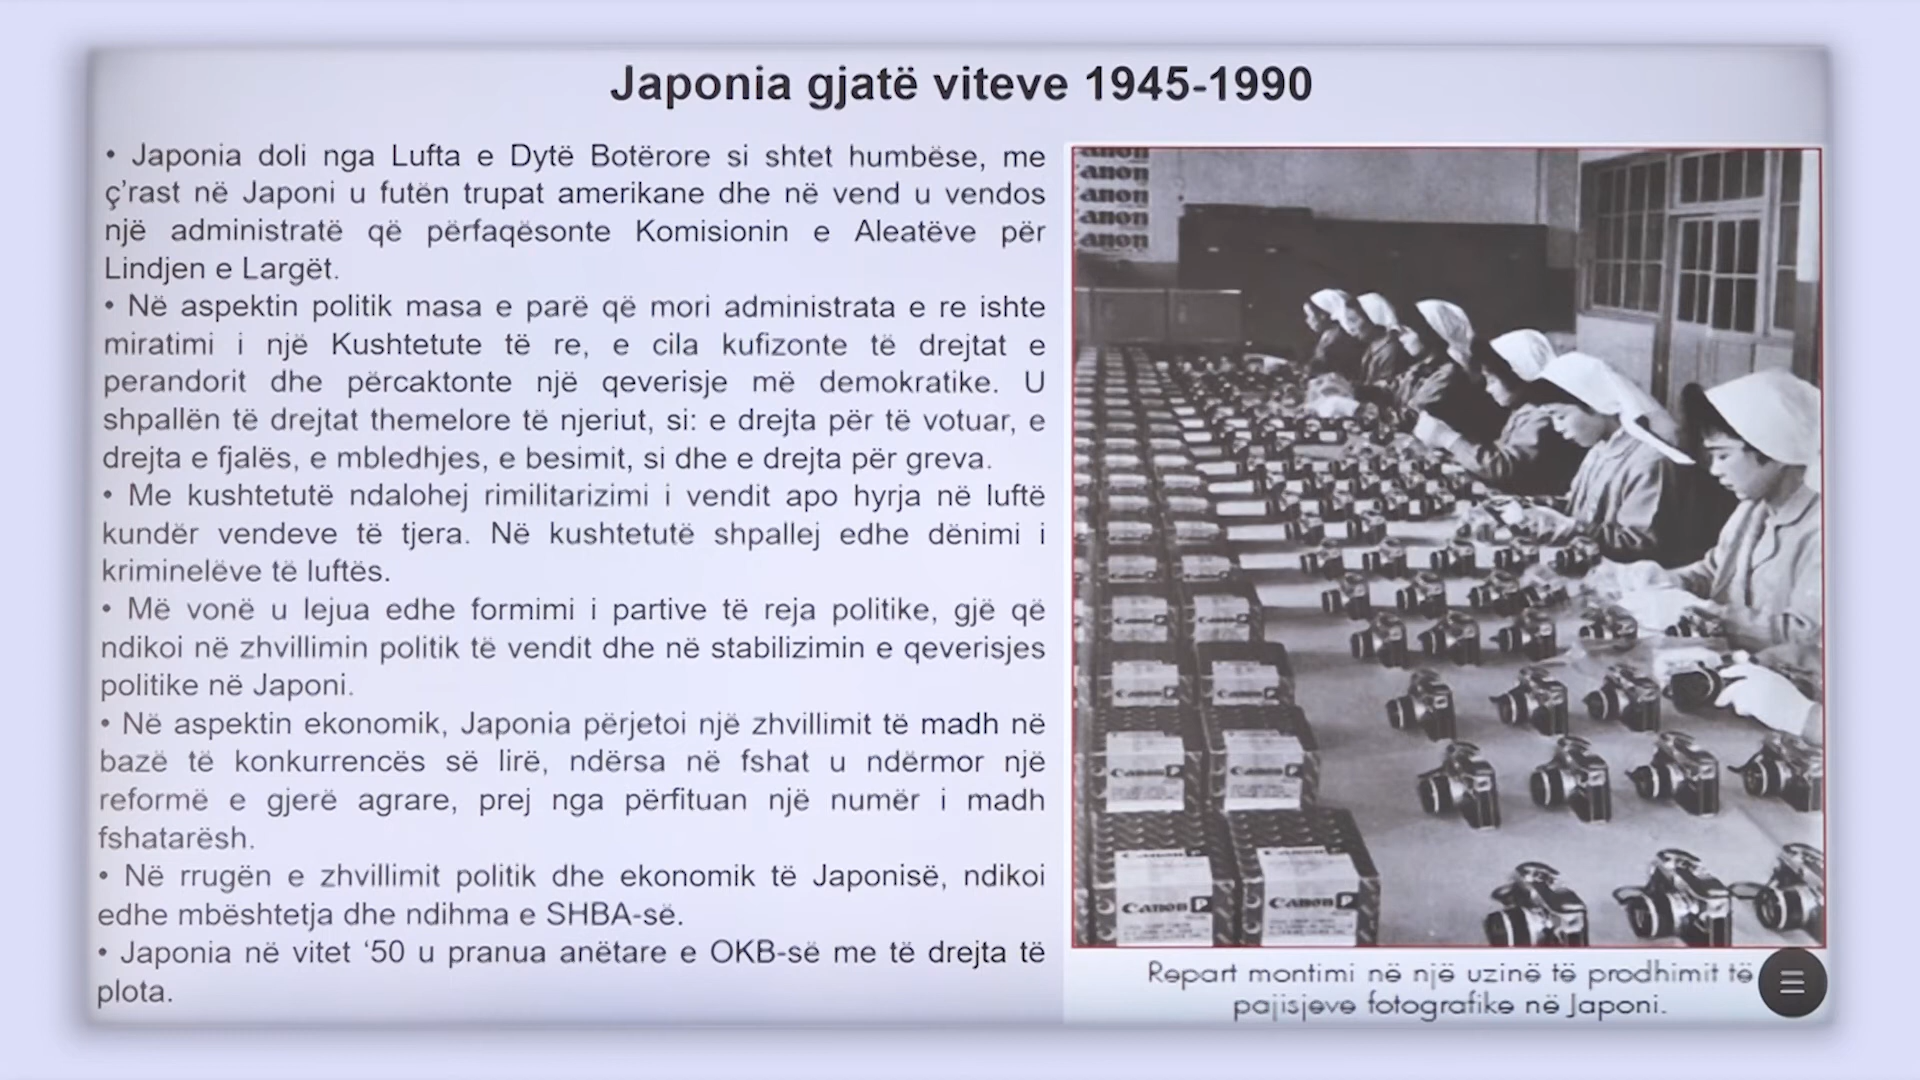 Japonia gjatë viteve 1945-1990
• Japonia doli nga Lufta e Dytë Botërore si shtet humbëse, me
ç’rast në Japoni u futën trupat amerikane dhe në vend u vendos
një administratë që përfaqësonte Komisionin e Aleatëve për
Lindjen e Largët.
• Në aspektin politik masa e parë që mori administrata e re ishte
miratimi i një Kushtetute të re, e cila kufizonte të drejtat e
perandorit dhe përcaktonte një qeverisje më demokratike. U
shpallën të drejtat themelore të njeriut, si: e drejta për të votuar, e
drejta e fjalës, e mbledhjes, e besimit, si dhe e drejta për greva.
• Me kushtetutë ndalohej rimilitarizimi i vendit apo hyrja në luftë
kundër vendeve të tjera. Në kushtetutë shpallej edhe dënimi i
kriminelëve të luftës.
• Më vonë u lejua edhe formimi i partive të reja politike, gjë që
ndikoi në zhvillimin politik të vendit dhe në stabilizimin e qeverisjes
politike në Japoni.
• Në aspektin ekonomik, Japonia përjetoi një zhvillimit të madh në
bazë të konkurrencës së lirë, ndërsa në fshat u ndërmor një
reformë e gjerë agrare, prej nga përfituan një numër i madh
fshatarësh.
• Në rrugën e zhvillimit politik dhe ekonomik të Japonisë, ndikoi
edhe mbështetja dhe ndihma e SHBA-së.
• Japonia në vitet ‘50 u pranua anëtare e OKB-së me të drejta të
plota.
anon
anon
anon
anon
anon
Canon P
Canon P
Canon P
Canon P
Canon P
Canon P
Repart montimi në një uzinë të prodhimit të
pajisjeve fotografike në Japoni.